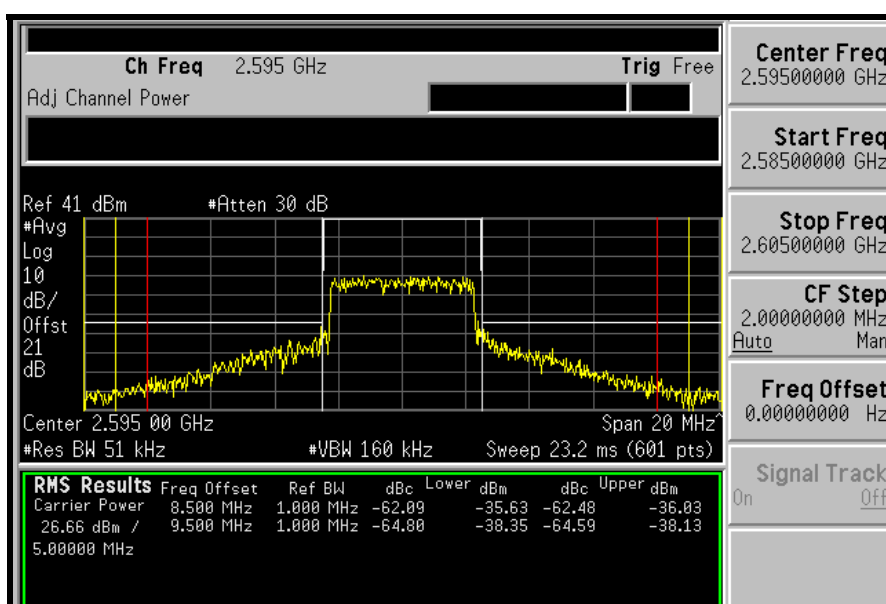 Ch Freq 2.595 GHz Trig Free
Adj Channel Power
Ref 41 dBm #Atten 30 dB
#Avg
Log
10
dB/
Offst
21
dB
Center 2.595 00 GHz Span 20 MHz^
#Res BW 51 kHz #VBW 160 kHz Sweep 23.2 ms (601 pts)
RMS Results Freq Offset Ref BW dBc Lower dBm dBc Upper dBm
Carrier Power 8.500 MHz 1.000 MHz -62.09 -35.63 -62.48 -36.03
26.66 dBm / 9.500 MHz 1.000 MHz -64.80 -38.35 -64.59 -38.13
5.00000 MHz
Center Freq
2.59500000 GHz
Start Freq
2.58500000 GHz
Stop Freq
2.60500000 GHz
CF Step
2.00000000 MHz
Auto Man
Freq Offset
0.00000000 Hz
Signal Track
On Off